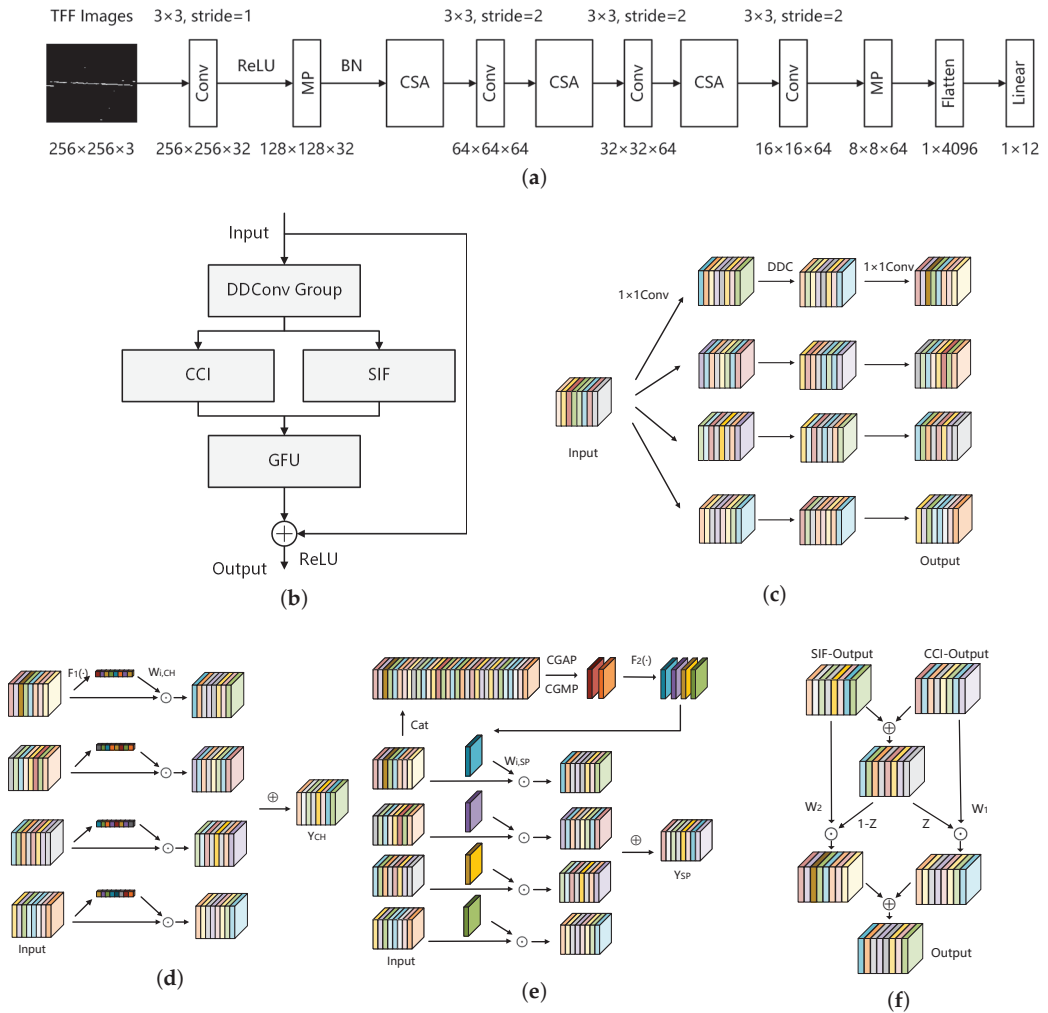 TFF Images 3×3, stride=1 3×3, stride=2 3×3, stride=2 3×3, stride=2
Conv ReLU MP BN CSA Conv CSA Conv CSA Conv MP Flatten Linear
256×256×3 256×256×32 128×128×32 64×64×64 32×32×64 16×16×64 8×8×64 1×4096 1×12
(a)
Input
DDConv Group
CCI SIF
GFU
Output ReLU
(b)
1×1Conv DDC 1×1Conv
Input
Output
(c)
F₁(·) Wi,CH
⊕
YCH
Input
(d)
CGAP F₂(·)
CGMP
Cat
Wi,SP
⊕
YSP
Input
(e)
SIF-Output CCI-Output
W₂ 1-Z Z W₁
Output
(f)